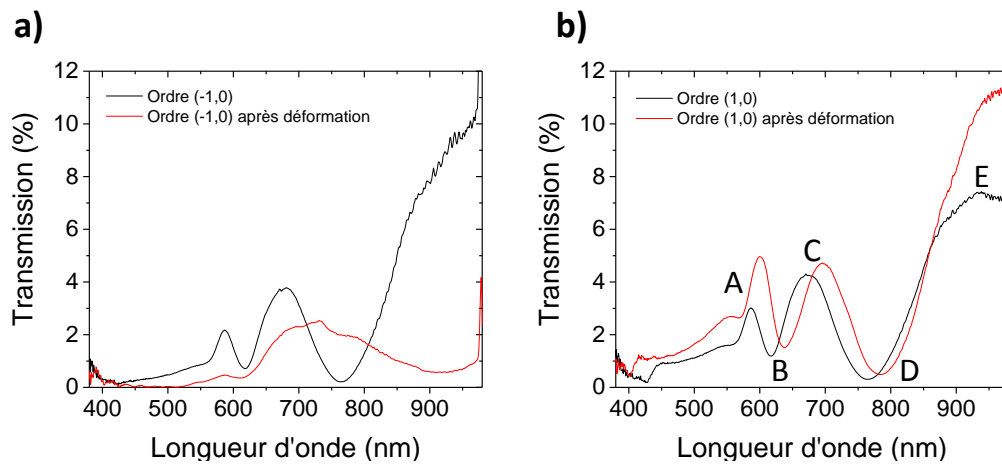 a)
12
10
8
6
4
2
0
Transmission (%)
Ordre (-1,0)
Ordre (-1,0) après déformation
400 500 600 700 800 900
Longueur d'onde (nm)
b)
12
10
8
6
4
2
0
Transmission (%)
Ordre (1,0)
Ordre (1,0) après déformation
A
B
C
D
E
400 500 600 700 800 900
Longueur d'onde (nm)